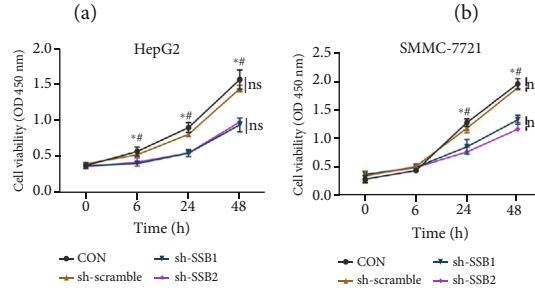 (a)
(b)
HepG2
Cell viability (OD 450 nm)
2.0
1.5
1.0
0.5
0.0
*#
*#
*#
ns
ns
0
6
24
48
Time (h)
CON
sh-SSB1
sh-scramble
sh-SSB2
SMMC-7721
Cell viability (OD 450 nm)
2.5
2.0
1.5
1.0
0.5
0.0
*#
*#
n
n
0
6
24
48
Time (h)
CON
sh-SSB1
sh-scramble
sh-SSB2